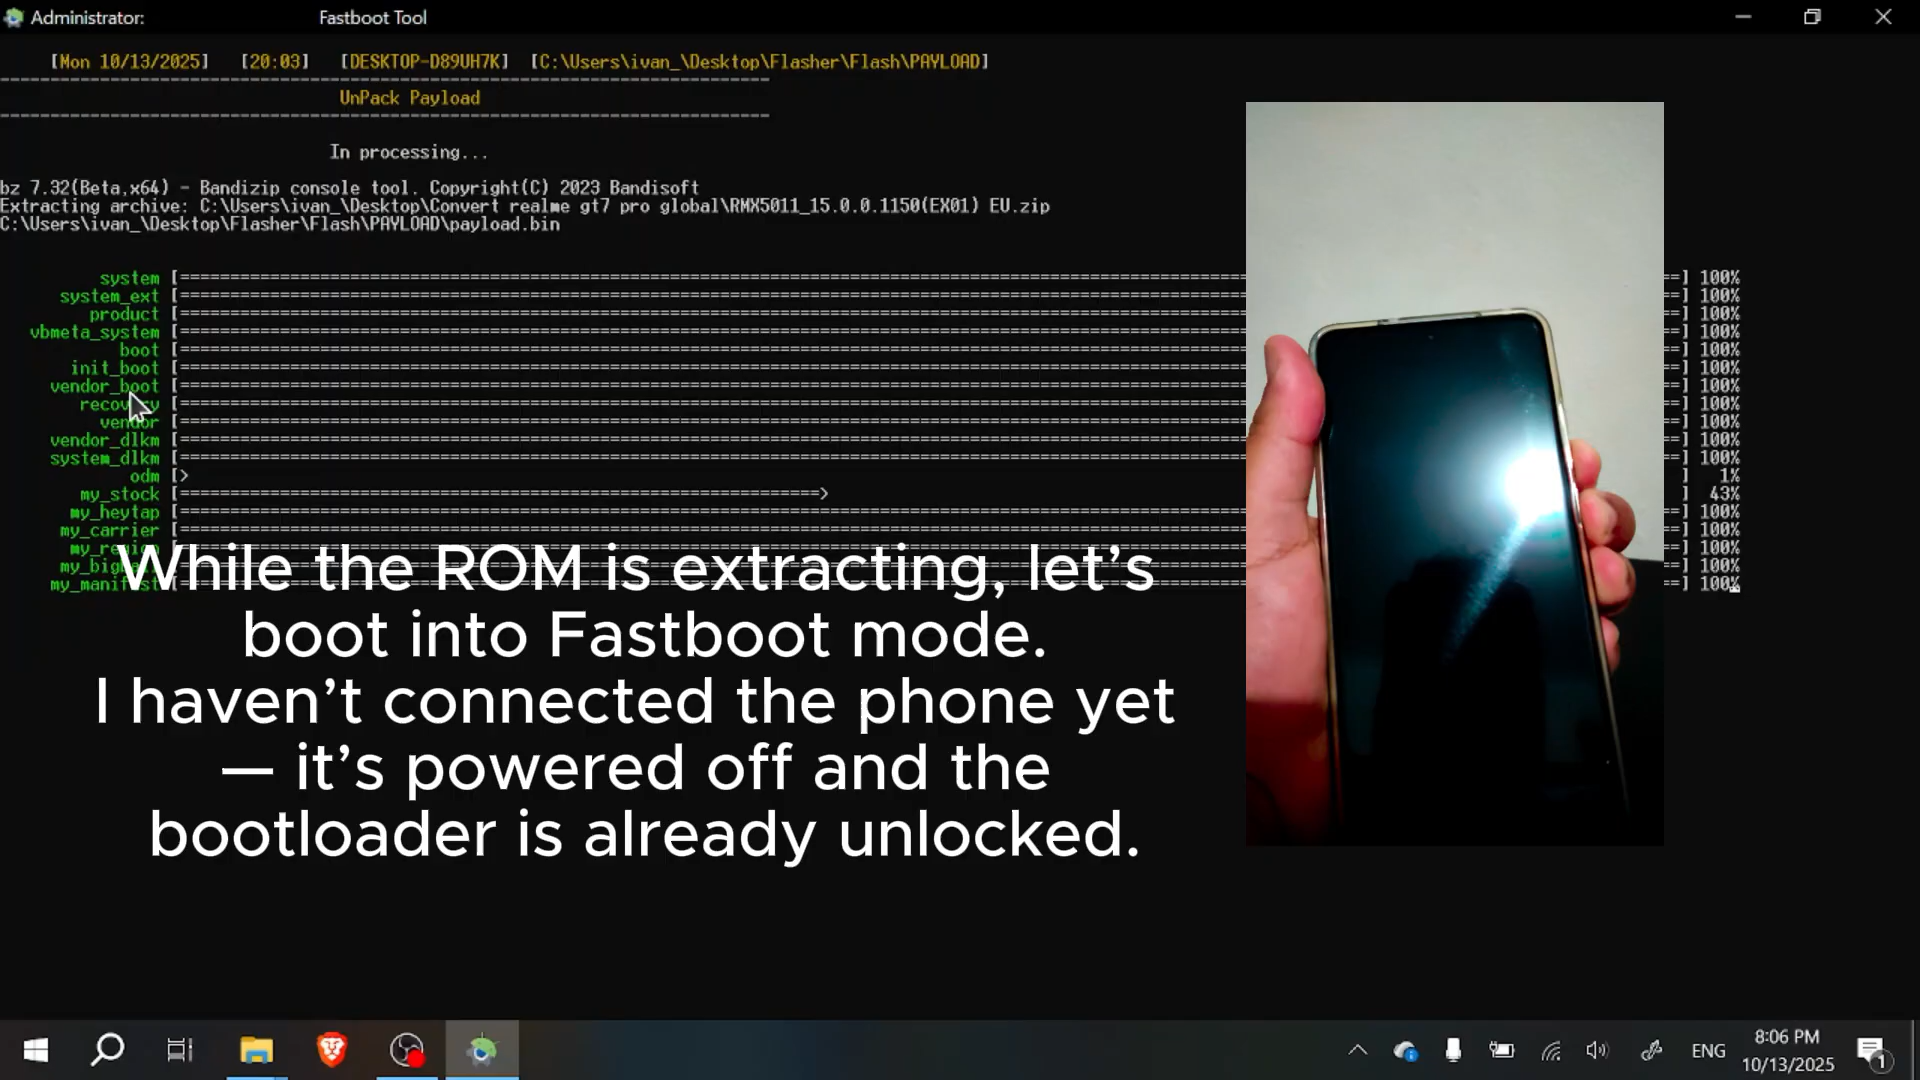 Administrator: Fastboot Tool
[Mon 10/13/2025] [20:03] [DESKTOP-D89UH7K] [C:\Users\ivan_\Desktop\Flasher\Flash\PAYLOAD]
UnPack Payload
In processing...
bz 7.32(Beta,x64) - Bandizip console tool. Copyright(C) 2023 Bandisoft
Extracting archive: C:\Users\ivan_\Desktop\Convert realme gt7 pro global\RMX5011_15.0.0.1150(EX01) EU.zip
C:\Users\ivan_\Desktop\Flasher\Flash\PAYLOAD\payload.bin
system 100%
system_ext 100%
product 100%
vbmeta_system 100%
boot 100%
init_boot 100%
vendor_boot 100%
recovery 100%
vendor 100%
vendor_dlkm 100%
system_dlkm 100%
odm 1%
my_stock 43%
my_heytap 100%
my_carrier 100%
my_region 100%
100%
my_manifest 100%
While the ROM is extracting, let’s
boot into Fastboot mode.
I haven’t connected the phone yet
— it’s powered off and the
bootloader is already unlocked.
ENG
8:06 PM
10/13/2025
1